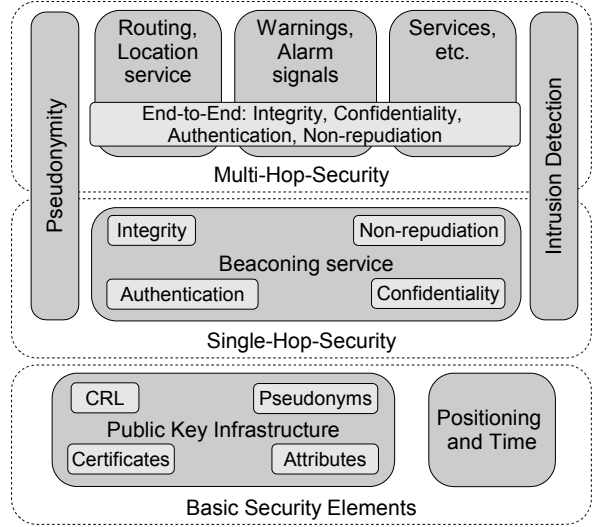 Routing,
Location
service
Warnings,
Alarm
signals
Services,
etc.
End-to-End: Integrity, Confidentiality,
Authentication, Non-repudiation
Multi-Hop-Security
Pseudonymity
Intrusion Detection
Integrity
Non-repudiation
Beaconing service
Authentication
Confidentiality
Single-Hop-Security
CRL
Pseudonyms
Public Key Infrastructure
Certificates
Attributes
Positioning
and Time
Basic Security Elements